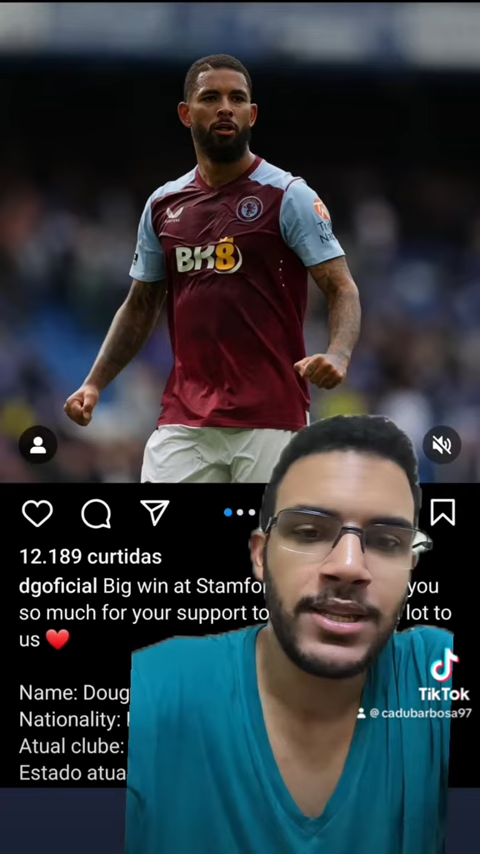 BK8
12.189 curtidas
dgoficial Big win at Stamfo you
so much for your support to lot to
us ❤️
Name: Doug
Nationality:
Atual clube:
Estado atua
TikTok
@cadubarbosa97